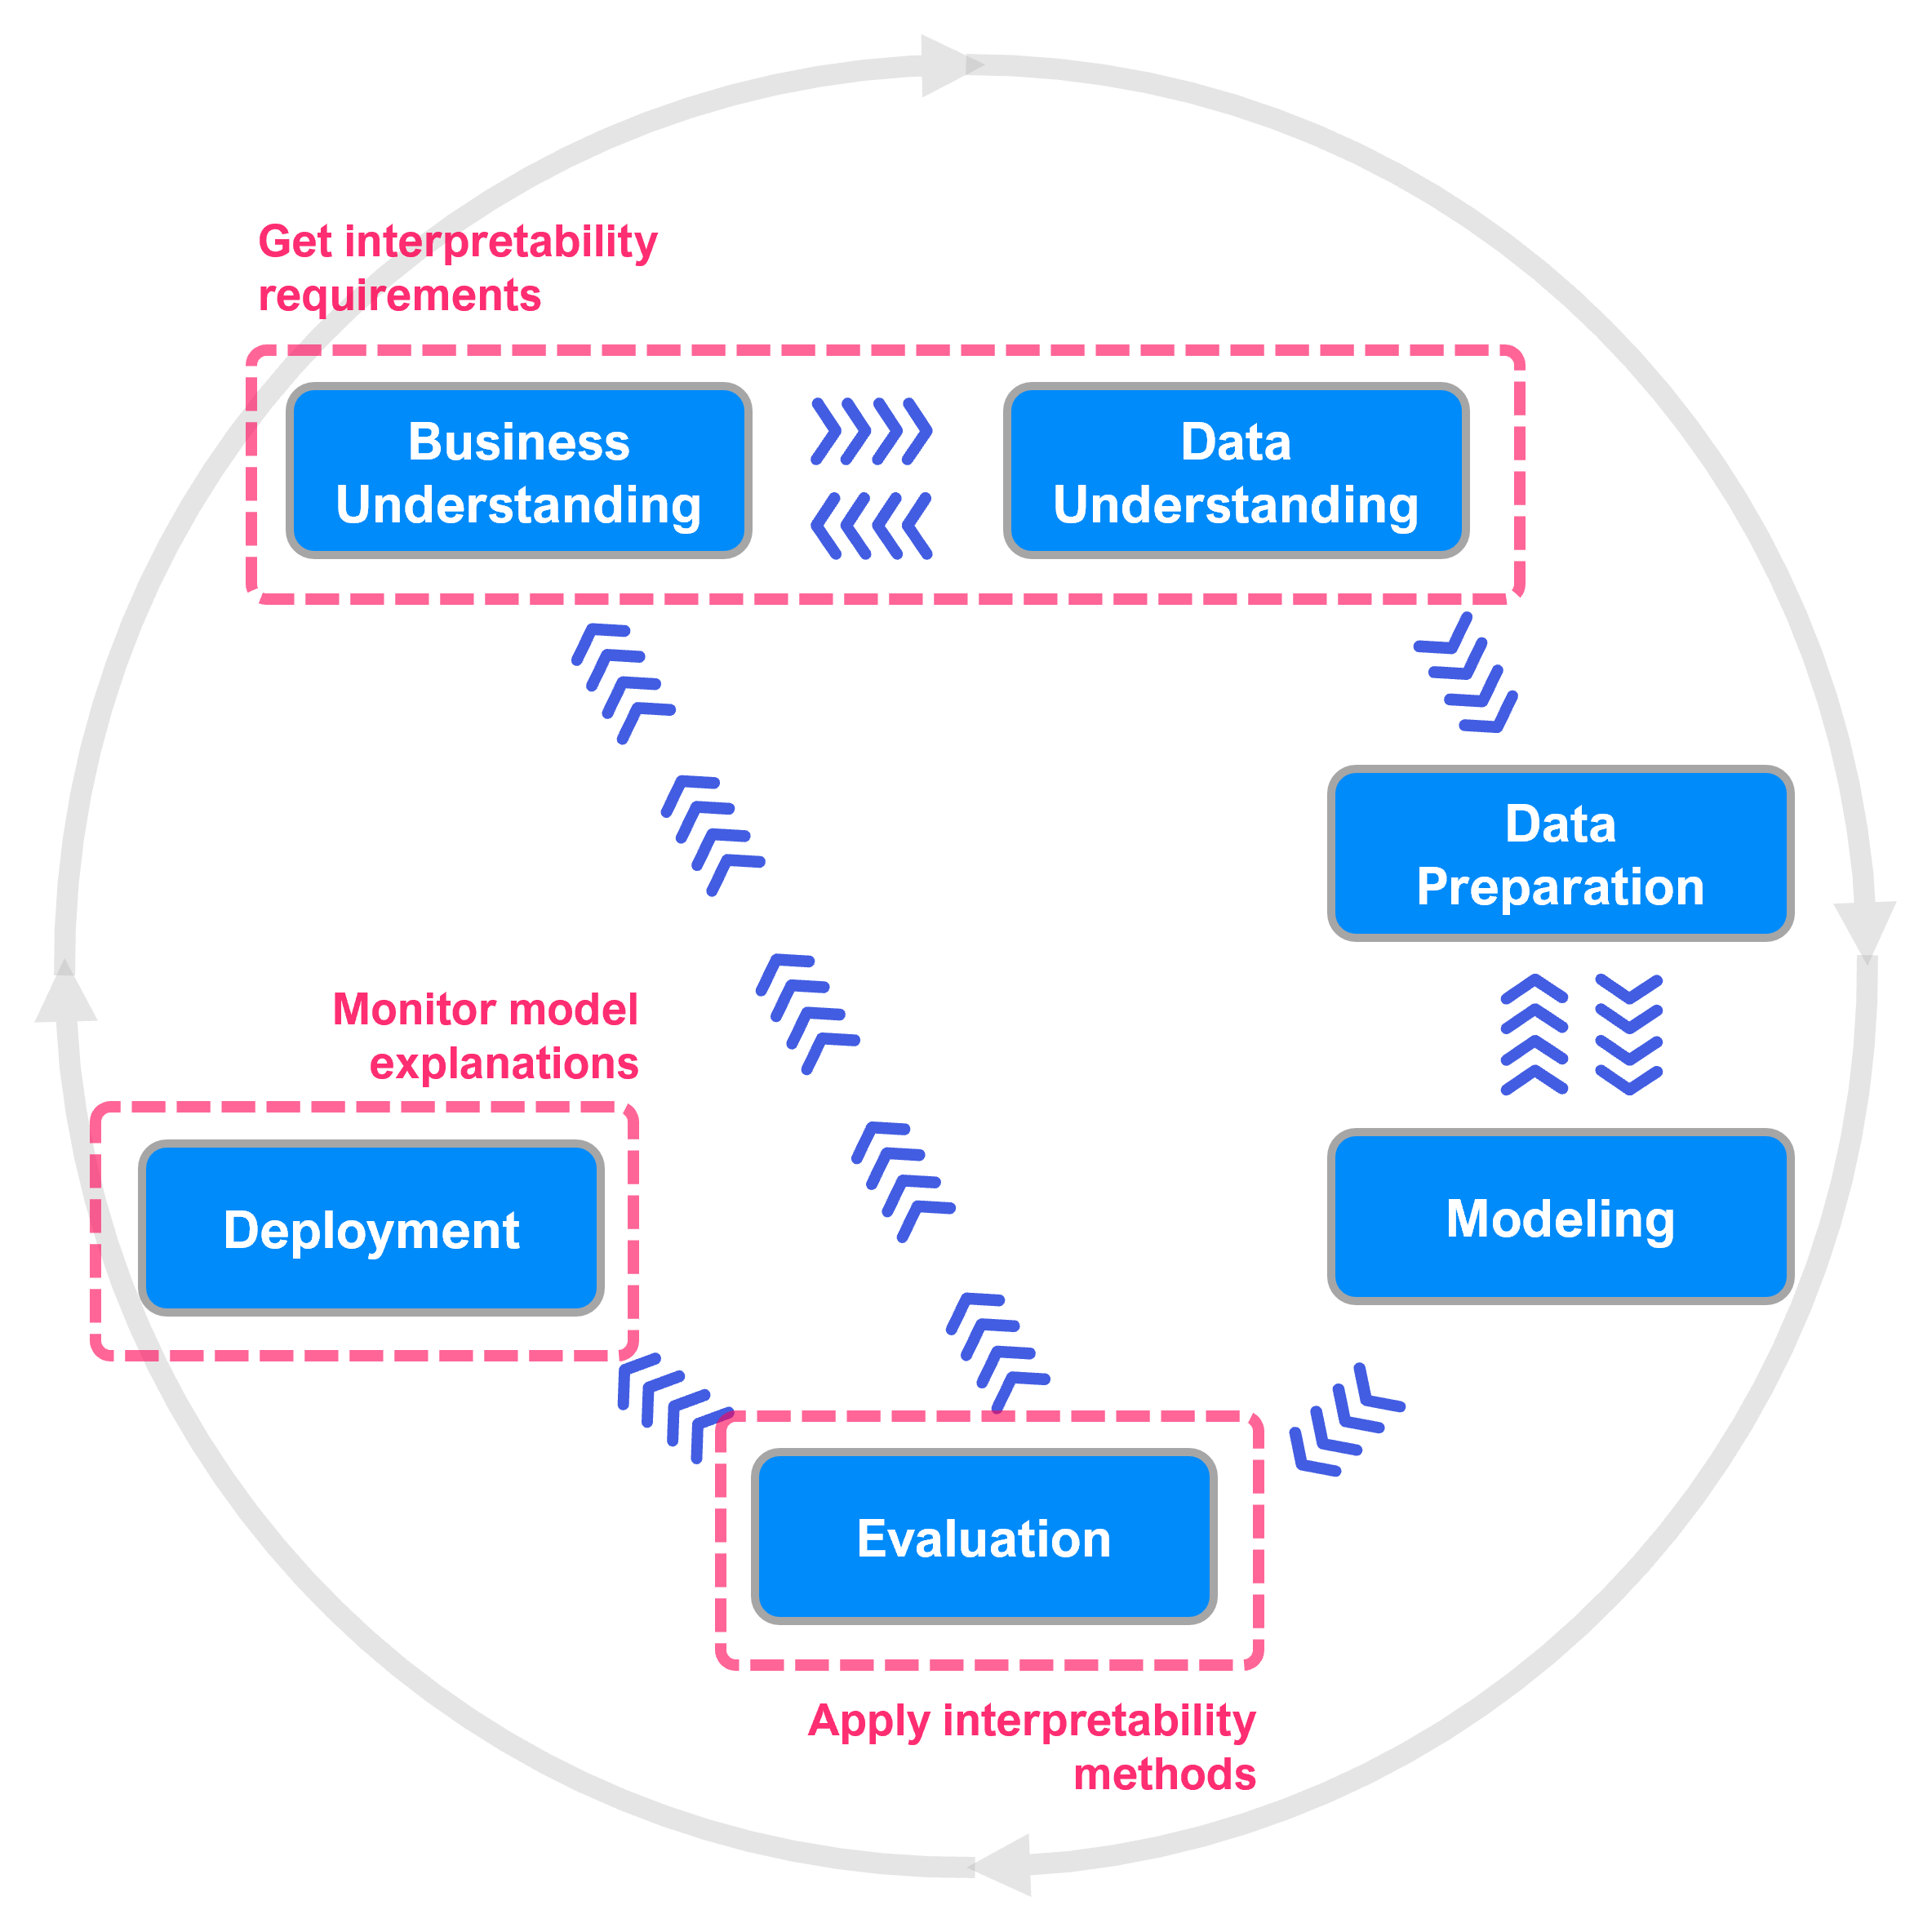 Get interpretability
requirements
Business
Understanding
Data
Understanding
Data
Preparation
Monitor model
explanations
Deployment
Modeling
Evaluation
Apply interpretability
methods